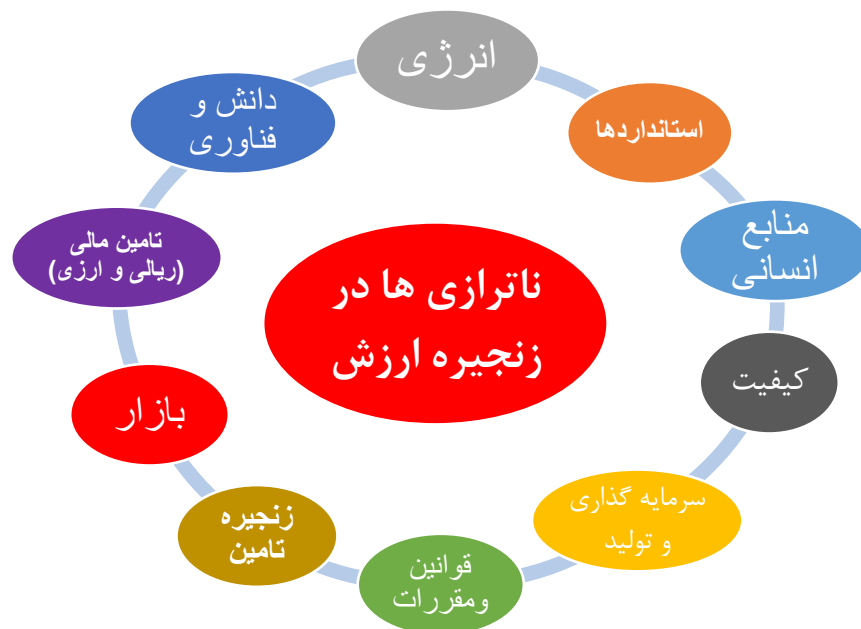 انرژی
استانداردها
منابع
انسانی
کیفیت
سرمایه گذاری
و تولید
قوانین
ومقررات
زنجیره
تامین
بازار
تامین مالی
(ریالی و ارزی)
دانش و
فناوری
ناترازی ها در
زنجیره ارزش